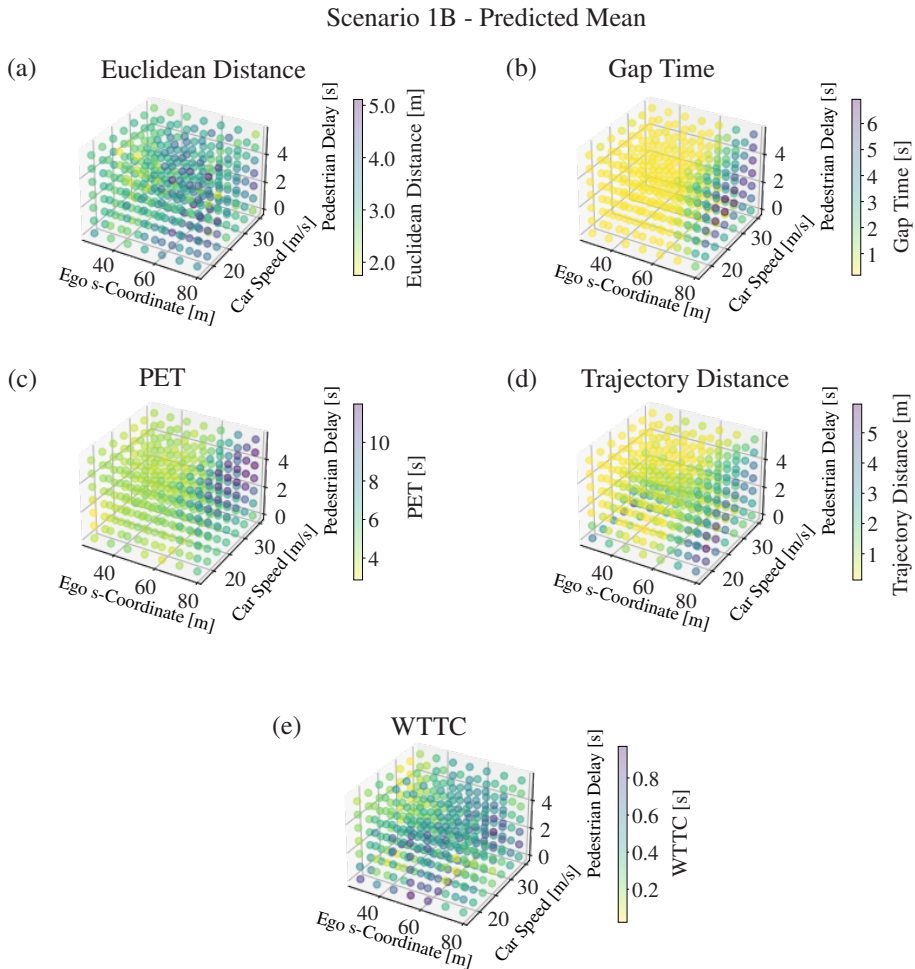 Scenario 1B - Predicted Mean
(a)
Euclidean Distance
Pedestrian Delay [s]
5.0
4.0
3.0
2.0
Euclidean Distance [m]
4
2
0
30
20
Car Speed [m/s]
40
60
80
Ego s-Coordinate [m]
(b)
Gap Time
Pedestrian Delay [s]
6
5
4
3
2
1
Gap Time [s]
4
2
0
30
20
Car Speed [m/s]
40
60
80
Ego s-Coordinate [m]
(c)
PET
Pedestrian Delay [s]
10
8
6
4
PET [s]
4
2
0
30
20
Car Speed [m/s]
40
60
80
Ego s-Coordinate [m]
(d)
Trajectory Distance
Pedestrian Delay [s]
5
4
3
2
1
Trajectory Distance [m]
4
2
0
30
20
Car Speed [m/s]
40
60
80
Ego s-Coordinate [m]
(e)
WTTC
Pedestrian Delay [s]
0.8
0.6
0.4
0.2
WTTC [s]
4
2
0
30
20
Car Speed [m/s]
40
60
80
Ego s-Coordinate [m]